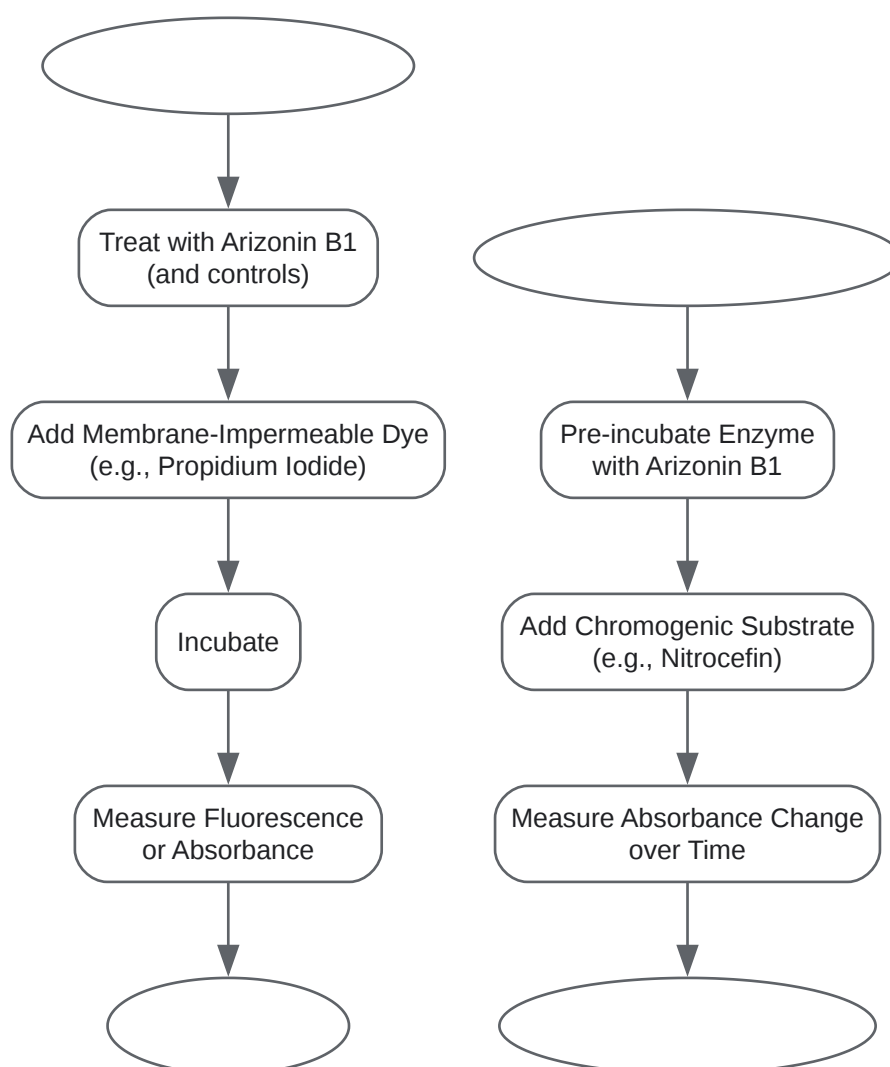 Treat with Arizonin B1
(and controls)
Add Membrane-Impermeable Dye
(e.g., Propidium Iodide)
Incubate
Measure Fluorescence
or Absorbance
Pre-incubate Enzyme
with Arizonin B1
Add Chromogenic Substrate
(e.g., Nitrocefin)
Measure Absorbance Change
over Time